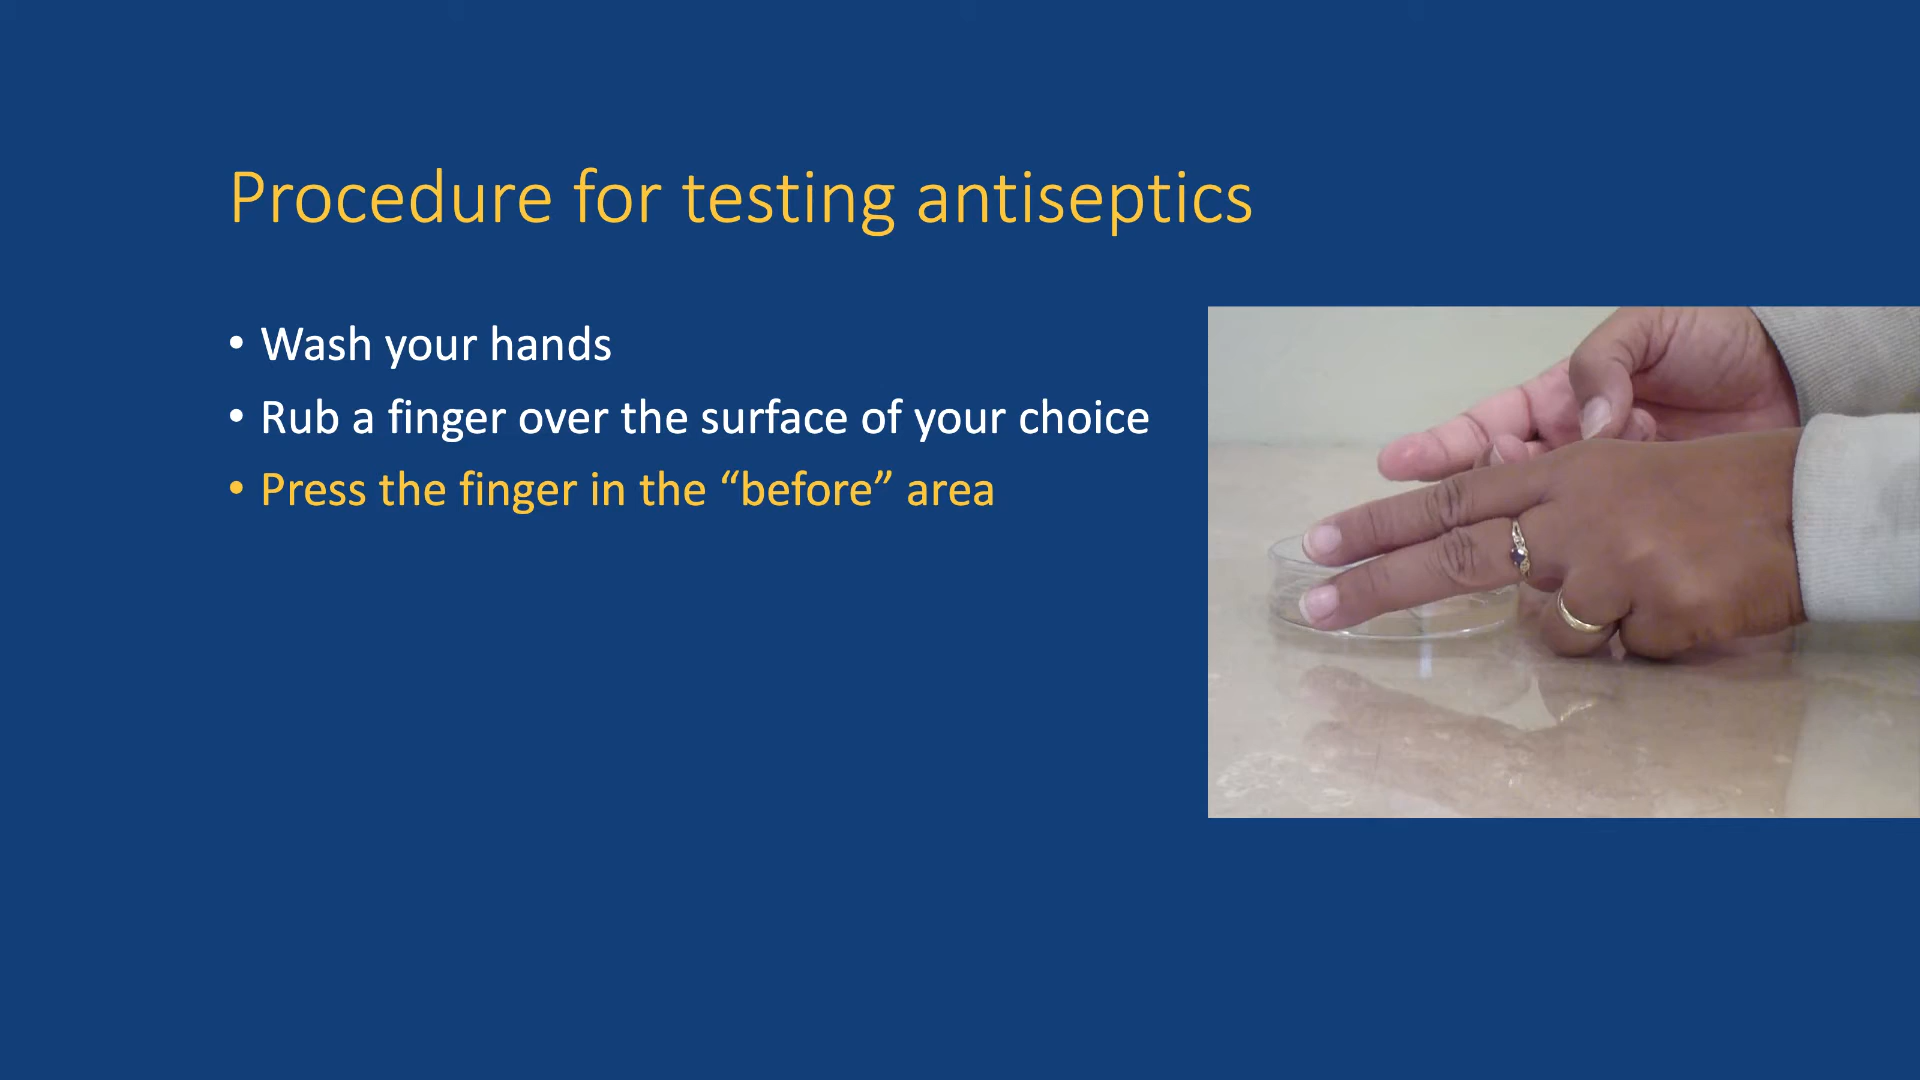 Procedure for testing antiseptics
• Wash your hands
• Rub a finger over the surface of your choice
• Press the finger in the “before” area